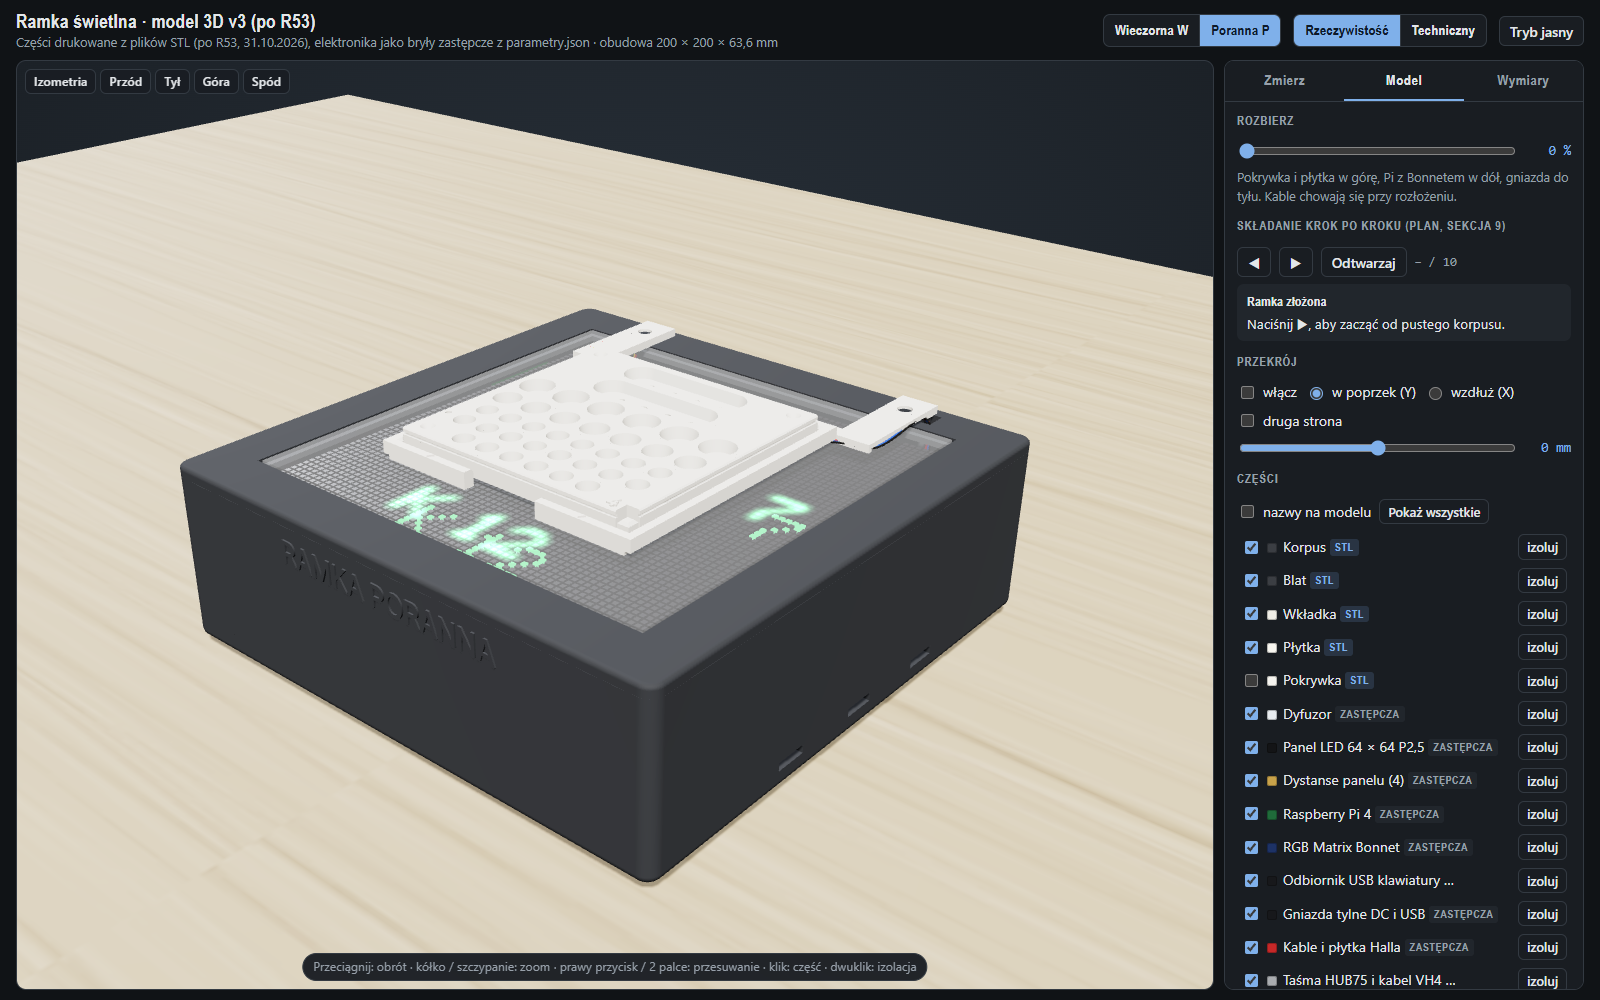 Ramka świetlna · model 3D v3 (po R53)
Części drukowane z plików STL (po R53, 31.10.2026), elektronika jako bryły zastępcze z parametry.json · obudowa 200 × 200 × 63,6 mm
Wieczorna W
Poranna P
Rzeczywistość
Techniczny
Tryb jasny
Izometria
Przód
Tył
Góra
Spód
RAMKA PORANNA
Przeciągnij: obrót · kółko / szczypanie: zoom · prawy przycisk / 2 palce: przesuwanie · klik: część · dwuklik: izolacja
Zmierz
Model
Wymiary
ROZBIERZ
0 %
Pokrywka i płytka w górę, Pi z Bonnetem w dół, gniazda do
tyłu. Kable chowają się przy rozłożeniu.
SKŁADANIE KROK PO KROKU (PLAN, SEKCJA 9)
◀ ▶ Odtwarzaj – / 10
Ramka złożona
Naciśnij ▶, aby zacząć od pustego korpusu.
PRZEKRÓJ
włącz w poprzek (Y) wzdłuż (X)
druga strona
0 mm
CZĘŚCI
nazwy na modelu Pokaż wszystkie
Korpus STL izoluj
Blat STL izoluj
Wkładka STL izoluj
Płytka STL izoluj
Pokrywka STL izoluj
Dyfuzor ZASTĘPCZA izoluj
Panel LED 64 × 64 P2,5 ZASTĘPCZA izoluj
Dystanse panelu (4) ZASTĘPCZA izoluj
Raspberry Pi 4 ZASTĘPCZA izoluj
RGB Matrix Bonnet ZASTĘPCZA izoluj
Odbiornik USB klawiatury ... izoluj
Gniazda tylne DC i USB ZASTĘPCZA izoluj
Kable i płytka Halla ZASTĘPCZA izoluj
Taśma HUB75 i kabel VH4 ... izoluj